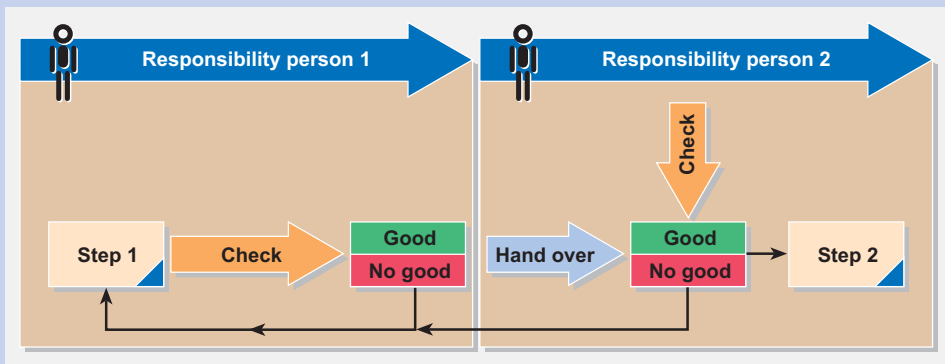 Responsibility person 1
Responsibility person 2
Check
Step 1
Check
Good
No good
Hand over
Good
No good
Step 2